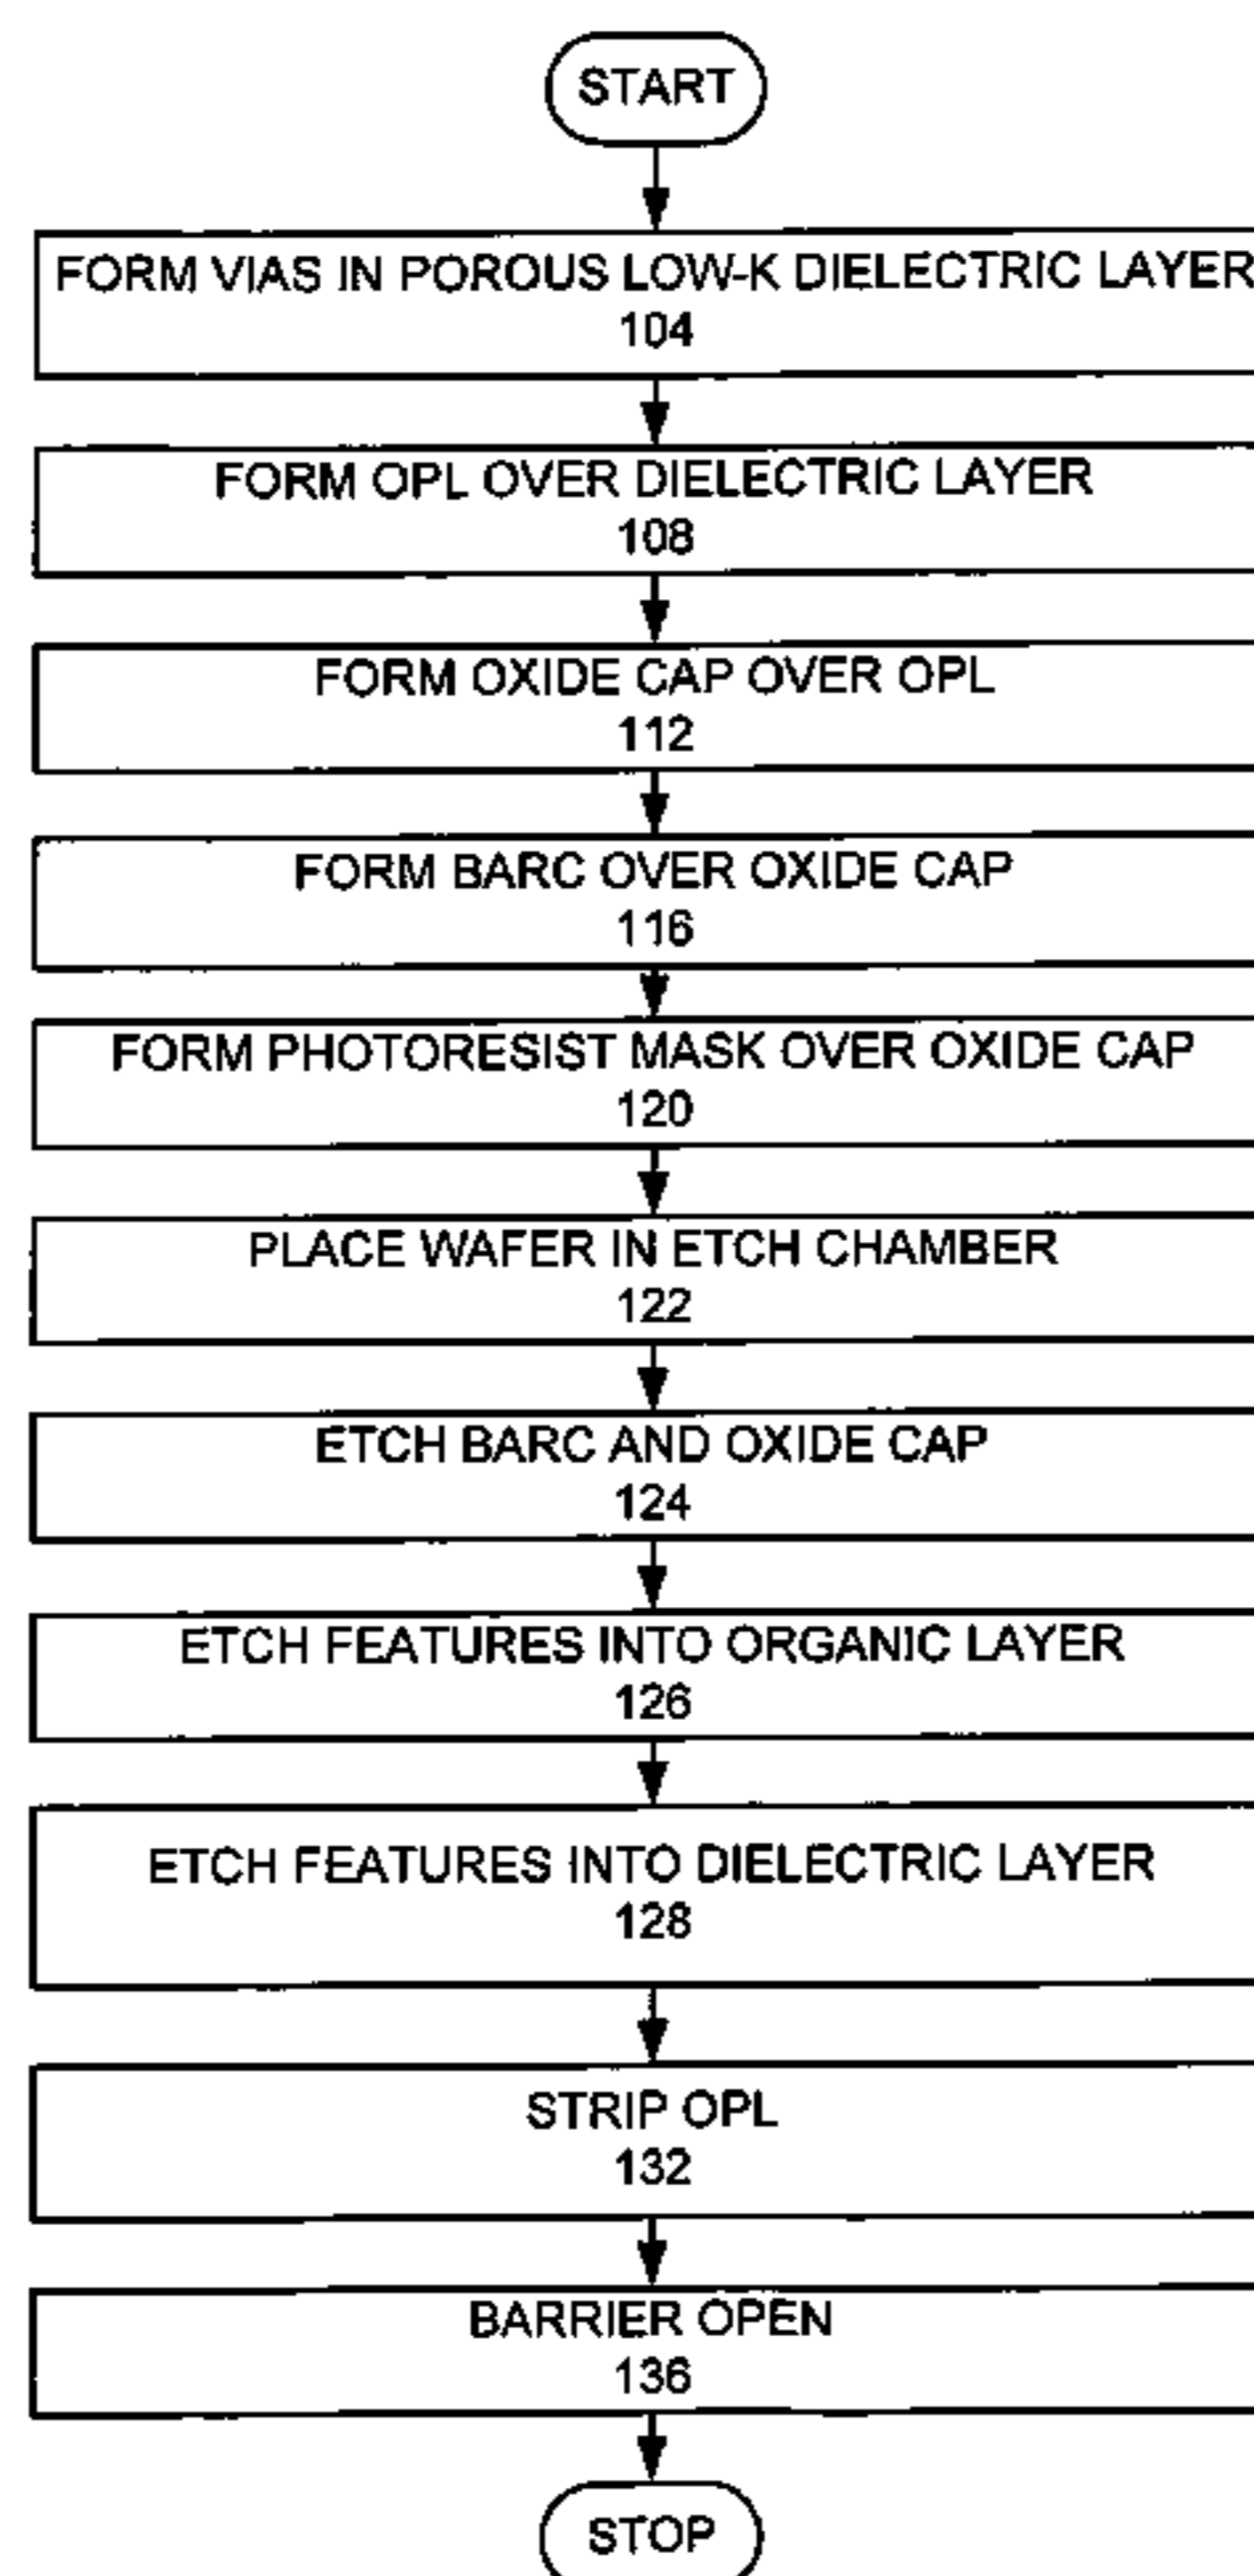 START
FORM VIAS IN POROUS LOW-K DIELECTRIC LAYER
104
FORM OPL OVER DIELECTRIC LAYER
108
FORM OXIDE CAP OVER OPL
112
FORM BARC OVER OXIDE CAP
116
FORM PHOTORESIST MASK OVER OXIDE CAP
120
PLACE WAFER IN ETCH CHAMBER
122
ETCH BARC AND OXIDE CAP
124
ETCH FEATURES INTO ORGANIC LAYER
126
ETCH FEATURES INTO DIELECTRIC LAYER
128
STRIP OPL
132
BARRIER OPEN
136
STOP